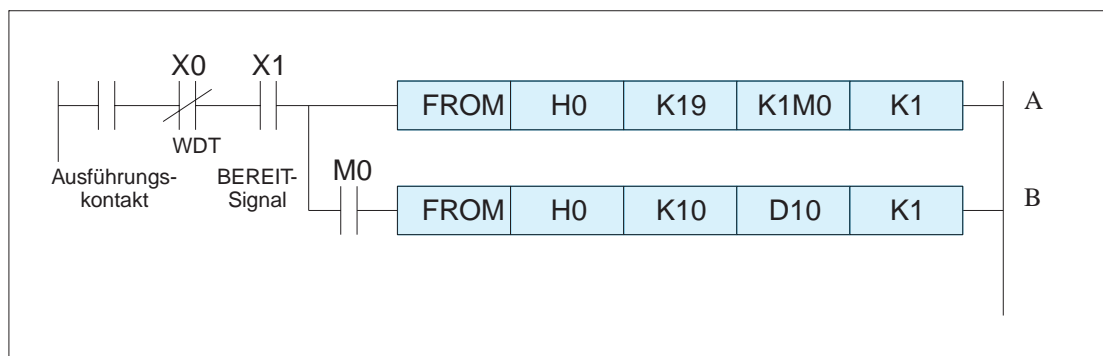 X0 X1
FROM H0 K19 K1M0 K1 A
WDT
Ausführungs-
kontakt
BEREIT-
Signal
M0
FROM H0 K10 D10 K1 B